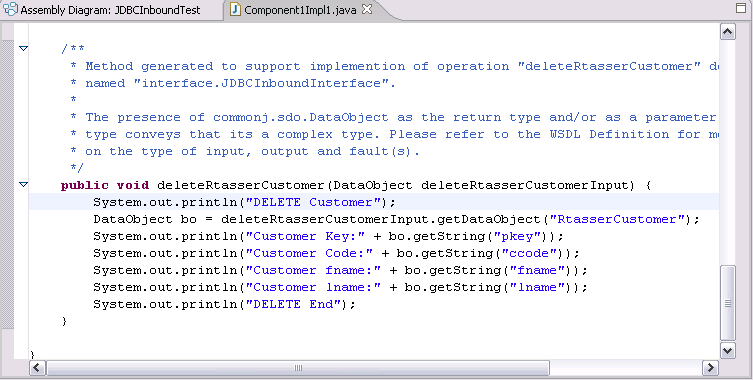 Assembly Diagram: JDBCInboundTest Component1Impl1.java
/**
* Method generated to support implemention of operation "deleteRtasserCustomer" de
* named "interface.JDBCInboundInterface".
*
* The presence of commonj.sdo.DataObject as the return type and/or as a parameter
* type conveys that its a complex type. Please refer to the WSDL Definition for mo
* on the type of input, output and fault(s).
*/
public void deleteRtasserCustomer(DataObject deleteRtasserCustomerInput) {
System.out.println("DELETE Customer");
DataObject bo = deleteRtasserCustomerInput.getDataObject("RtasserCustomer");
System.out.println("Customer Key:" + bo.getString("pkey"));
System.out.println("Customer Code:" + bo.getString("ccode"));
System.out.println("Customer fname:" + bo.getString("fname"));
System.out.println("Customer lname:" + bo.getString("lname"));
System.out.println("DELETE End");
}
}